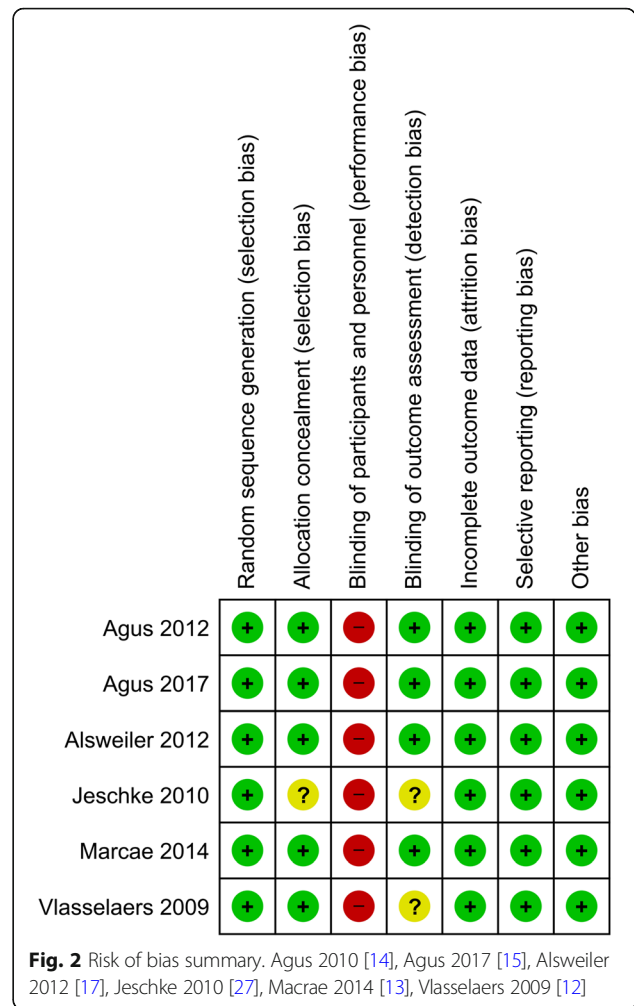 Random sequence generation (selection bias)
Allocation concealment (selection bias)
Blinding of participants and personnel (performance bias)
Blinding of outcome assessment (detection bias)
Incomplete outcome data (attrition bias)
Selective reporting (reporting bias)
Other bias
Agus 2012 + + − + + + +
Agus 2017 + + − + + + +
Alsweiler 2012 + + − + + + +
Jeschke 2010 + ? − ? + + +
Marcae 2014 + + − + + + +
Vlasselaers 2009 + + − ? + + +
Fig. 2 Risk of bias summary. Agus 2010 [14], Agus 2017 [15], Alsweiler
2012 [17], Jeschke 2010 [27], Macrae 2014 [13], Vlasselaers 2009 [12]